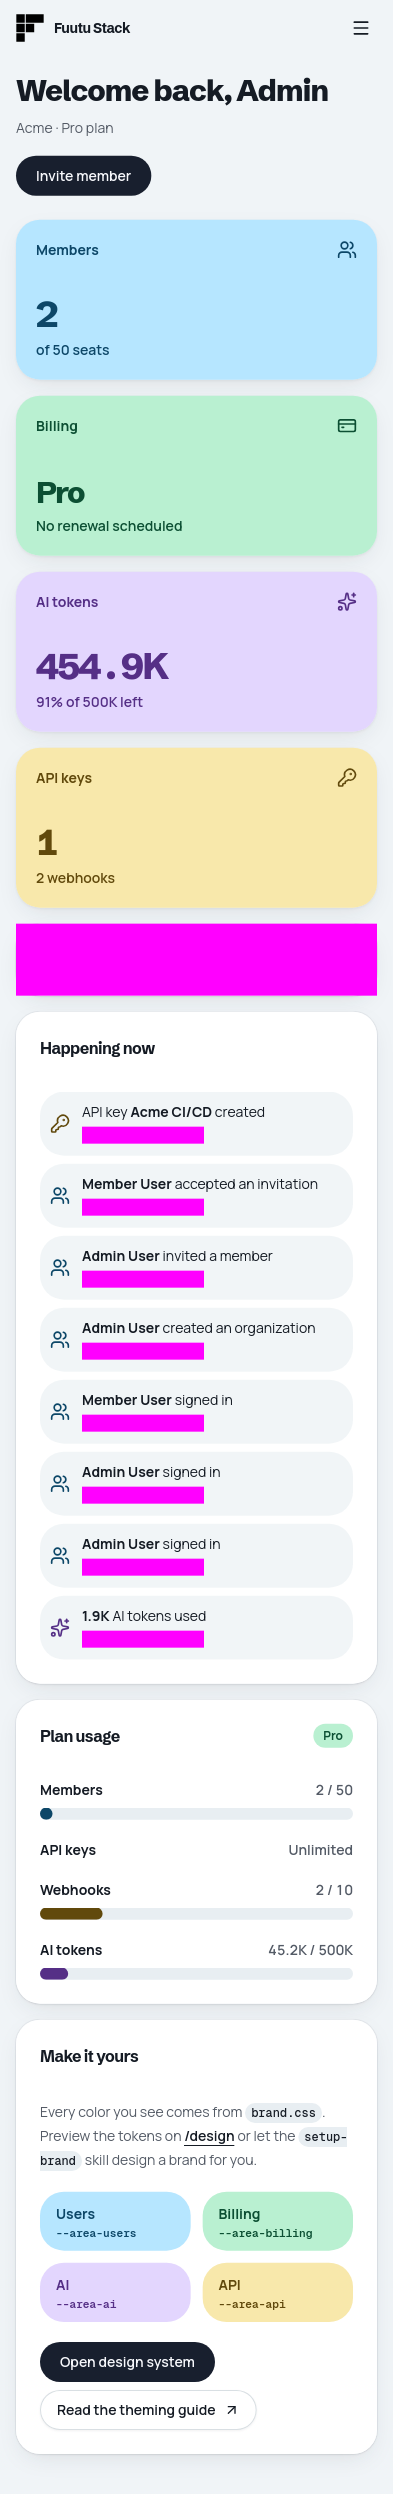 Fuutu Stack
Welcome back, Admin
Acme · Pro plan
Invite member
Members
2
of 50 seats
Billing
Pro
No renewal scheduled
AI tokens
454.9K
91% of 500K left
API keys
1
2 webhooks
Happening now
API key Acme CI/CD created
Member User accepted an invitation
Admin User invited a member
Admin User created an organization
Member User signed in
Admin User signed in
Admin User signed in
1.9K AI tokens used
Plan usage
Pro
Members
2 / 50
API keys
Unlimited
Webhooks
2 / 10
AI tokens
45.2K / 500K
Make it yours
Every color you see comes from brand.css.
Preview the tokens on /design or let the setup-
brand skill design a brand for you.
Users
--area-users
Billing
--area-billing
AI
--area-ai
API
--area-api
Open design system
Read the theming guide